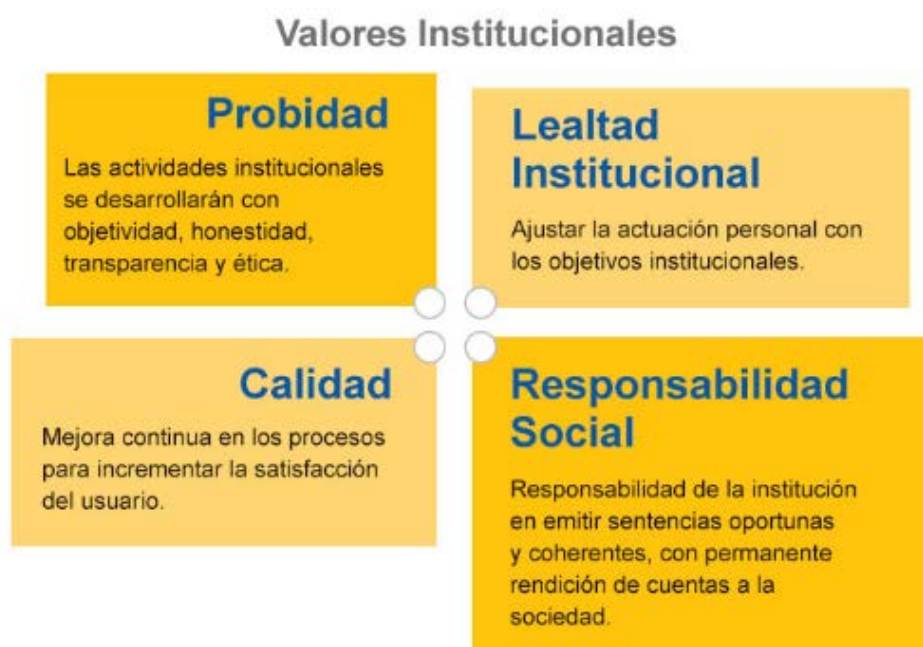 Valores Institucionales
Probidad
Las actividades institucionales
se desarrollarán con
objetividad, honestidad,
transparencia y ética.
Lealtad
Institucional
Ajustar la actuación personal con
los objetivos institucionales.
Calidad
Mejora continua en los procesos
para incrementar la satisfacción
del usuario.
Responsabilidad
Social
Responsabilidad de la institución
en emitir sentencias oportunas
y coherentes, con permanente
rendición de cuentas a la
sociedad.